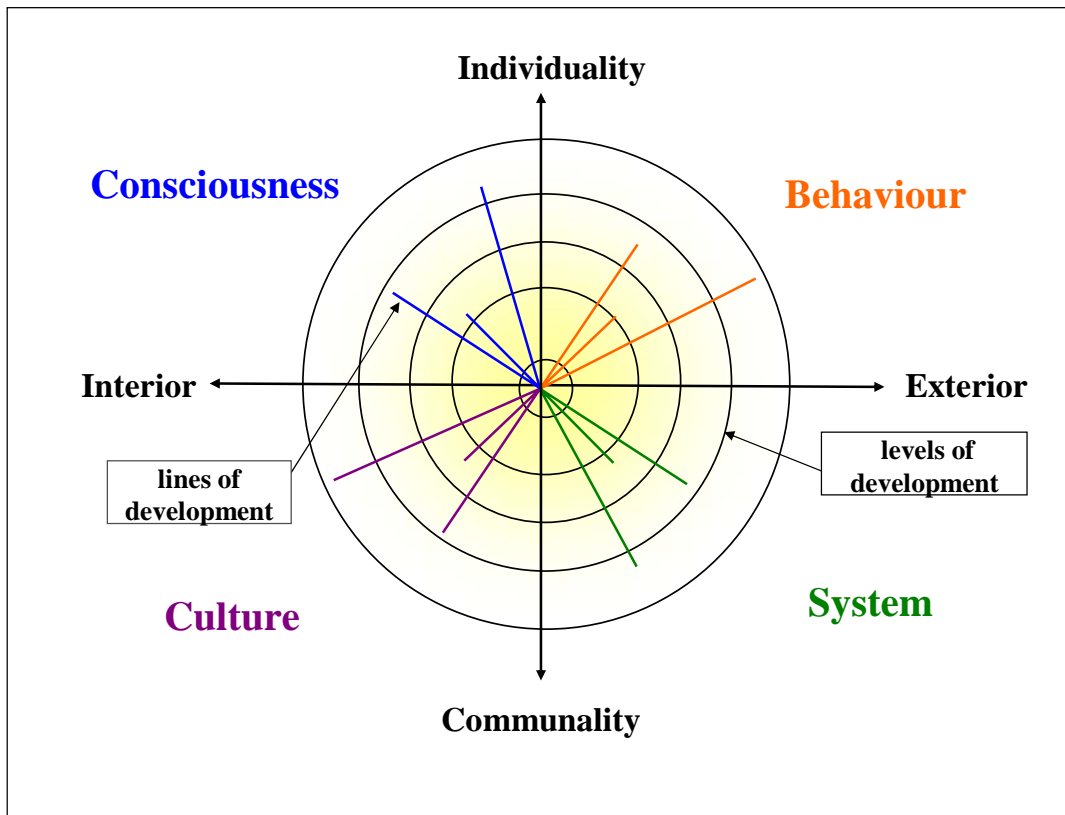 Individuality
Consciousness
Behaviour
Interior
Exterior
lines of
development
levels of
development
Culture
System
Communality